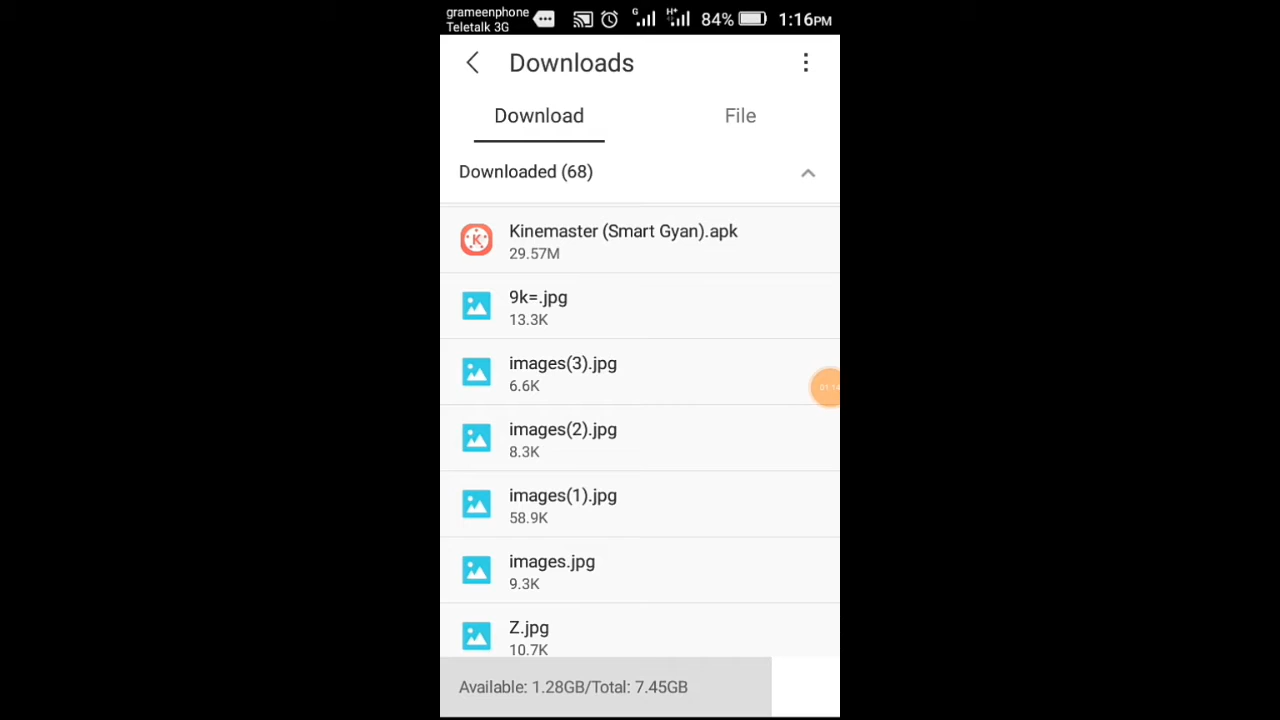 grameenphone
Teletalk 3G
G
H+
84%
1:16PM
Downloads
Download
File
Downloaded (68)
Kinemaster (Smart Gyan).apk
29.57M
9k=.jpg
13.3K
images(3).jpg
6.6K
images(2).jpg
8.3K
images(1).jpg
58.9K
images.jpg
9.3K
Z.jpg
10.7K
Available: 1.28GB/Total: 7.45GB